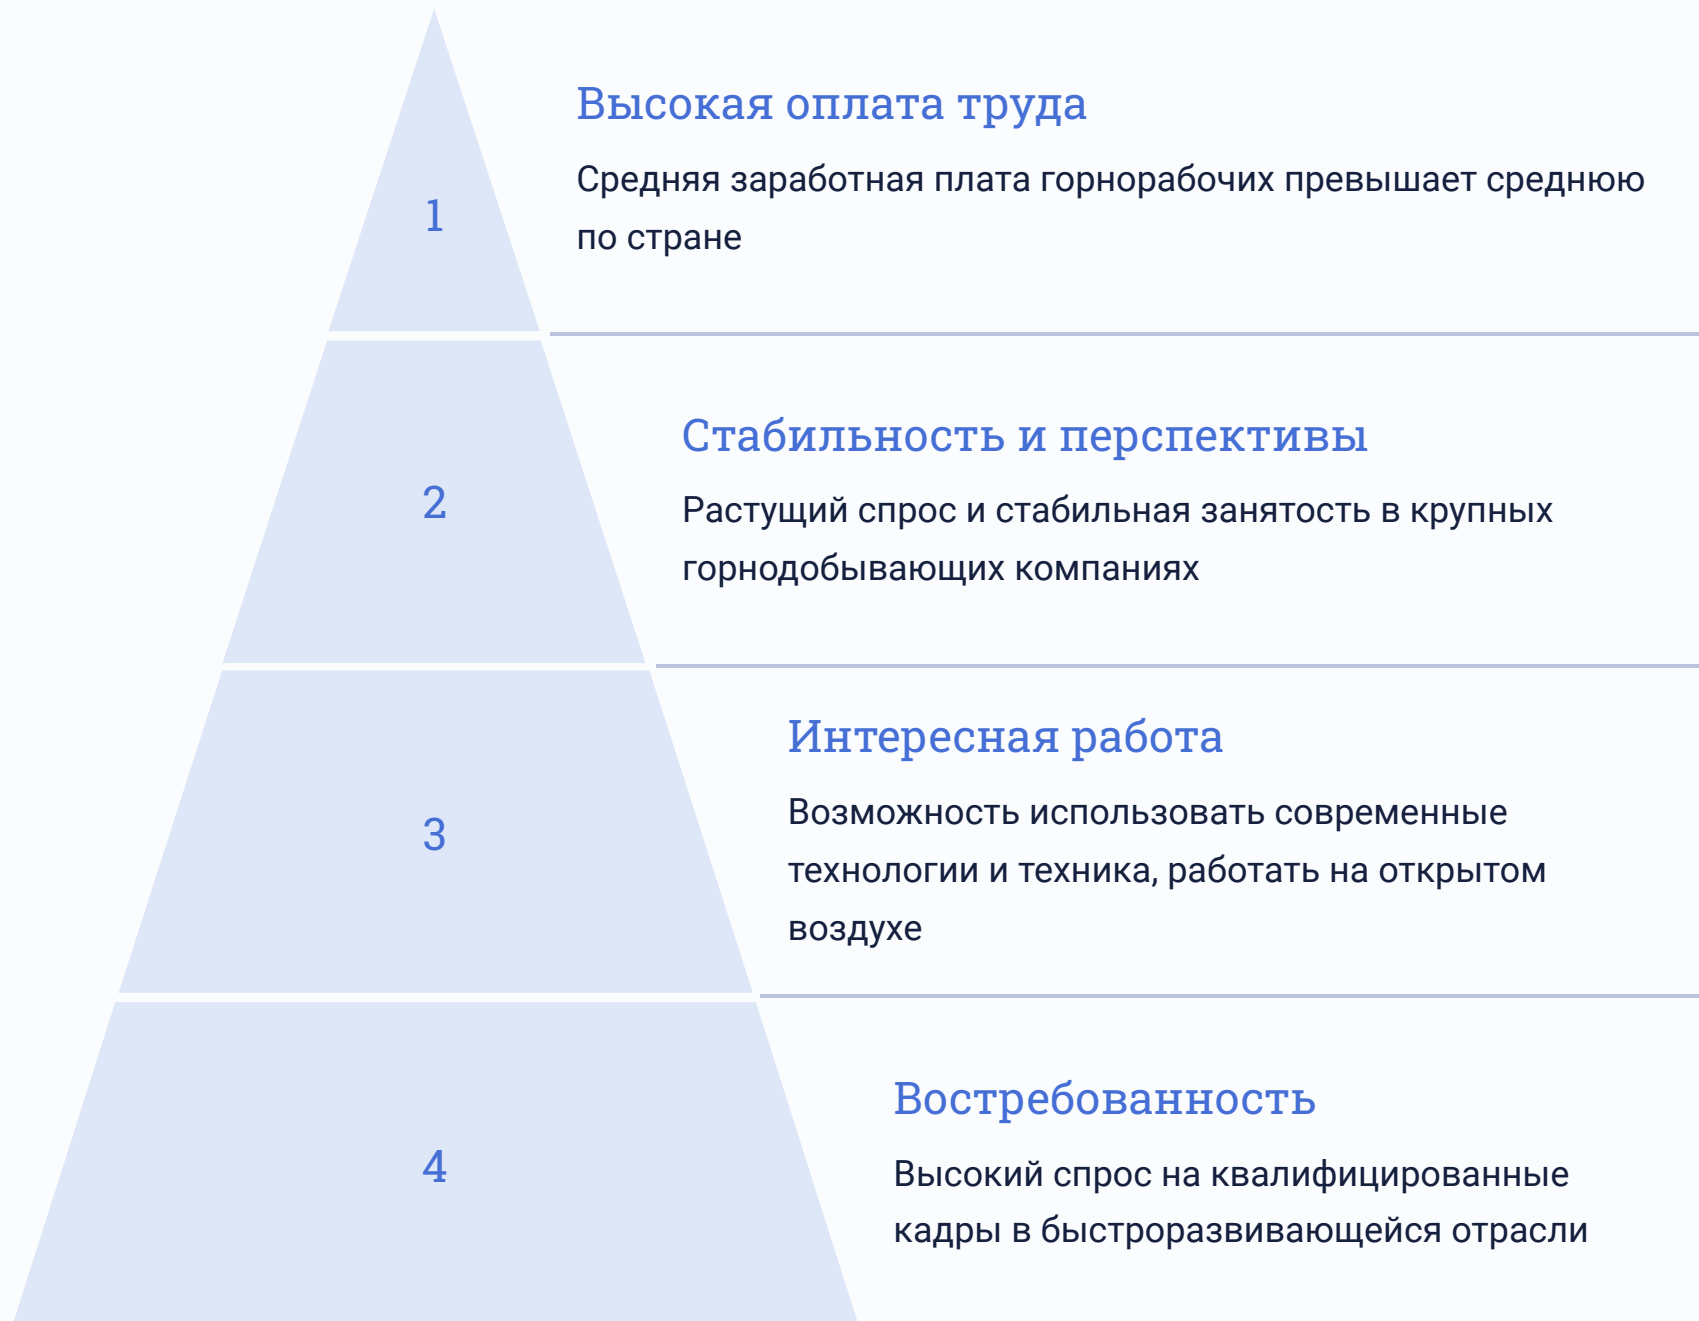 Высокая оплата труда
Средняя заработная плата горнорабочих превышает среднюю
по стране
1
Стабильность и перспективы
Растущий спрос и стабильная занятость в крупных
горнодобывающих компаниях
2
Интересная работа
Возможность использовать современные
технологии и техника, работать на открытом
воздухе
3
Востребованность
Высокий спрос на квалифицированные
кадры в быстроразвивающейся отрасли
4